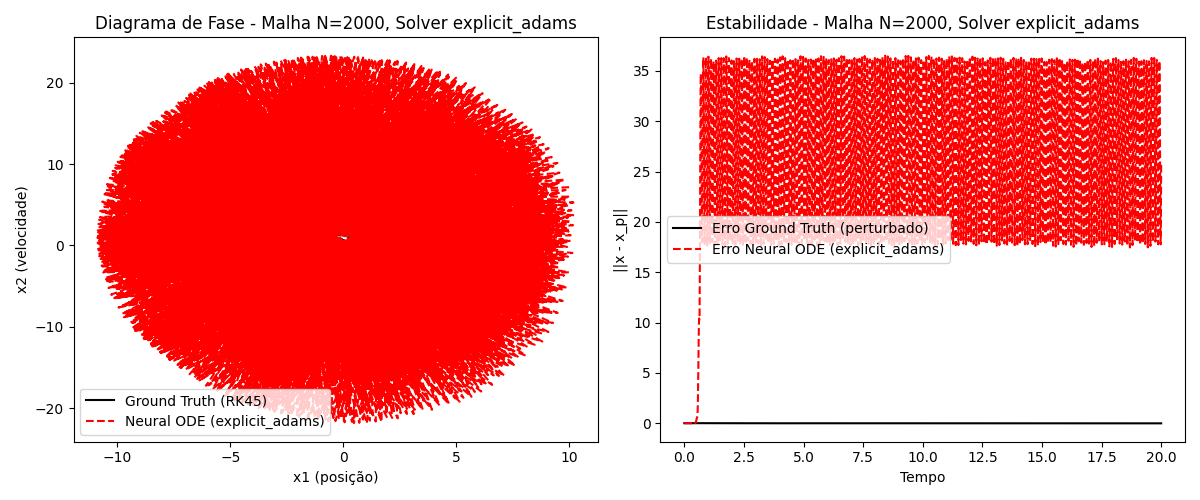 Diagrama de Fase - Malha N=2000, Solver explicit_adams
20
10
0
−10
−20
x2 (velocidade)
Ground Truth (RK45)
Neural ODE (explicit_adams)
−10
−5
0
5
10
x1 (posição)
Estabilidade - Malha N=2000, Solver explicit_adams
35
30
25
20
15
10
5
0
||x - x_p||
Erro Ground Truth (perturbado)
Erro Neural ODE (explicit_adams)
0.0
2.5
5.0
7.5
10.0
12.5
15.0
17.5
20.0
Tempo